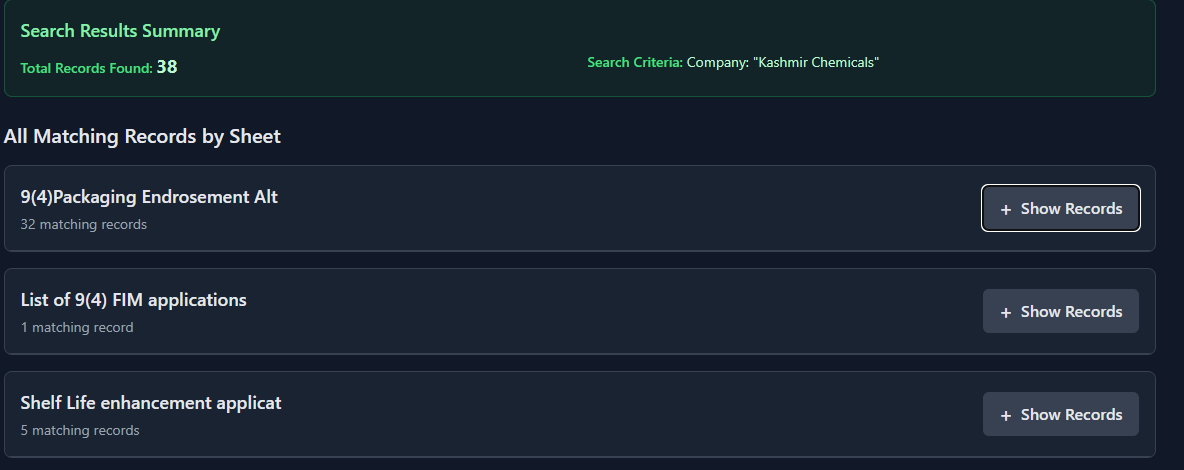 Search Results Summary
Total Records Found: 38
Search Criteria: Company: "Kashmir Chemicals"
All Matching Records by Sheet
9(4)Packaging Endrosement Alt
32 matching records
+ Show Records
List of 9(4) FIM applications
1 matching record
+ Show Records
Shelf Life enhancement applicat
5 matching records
+ Show Records